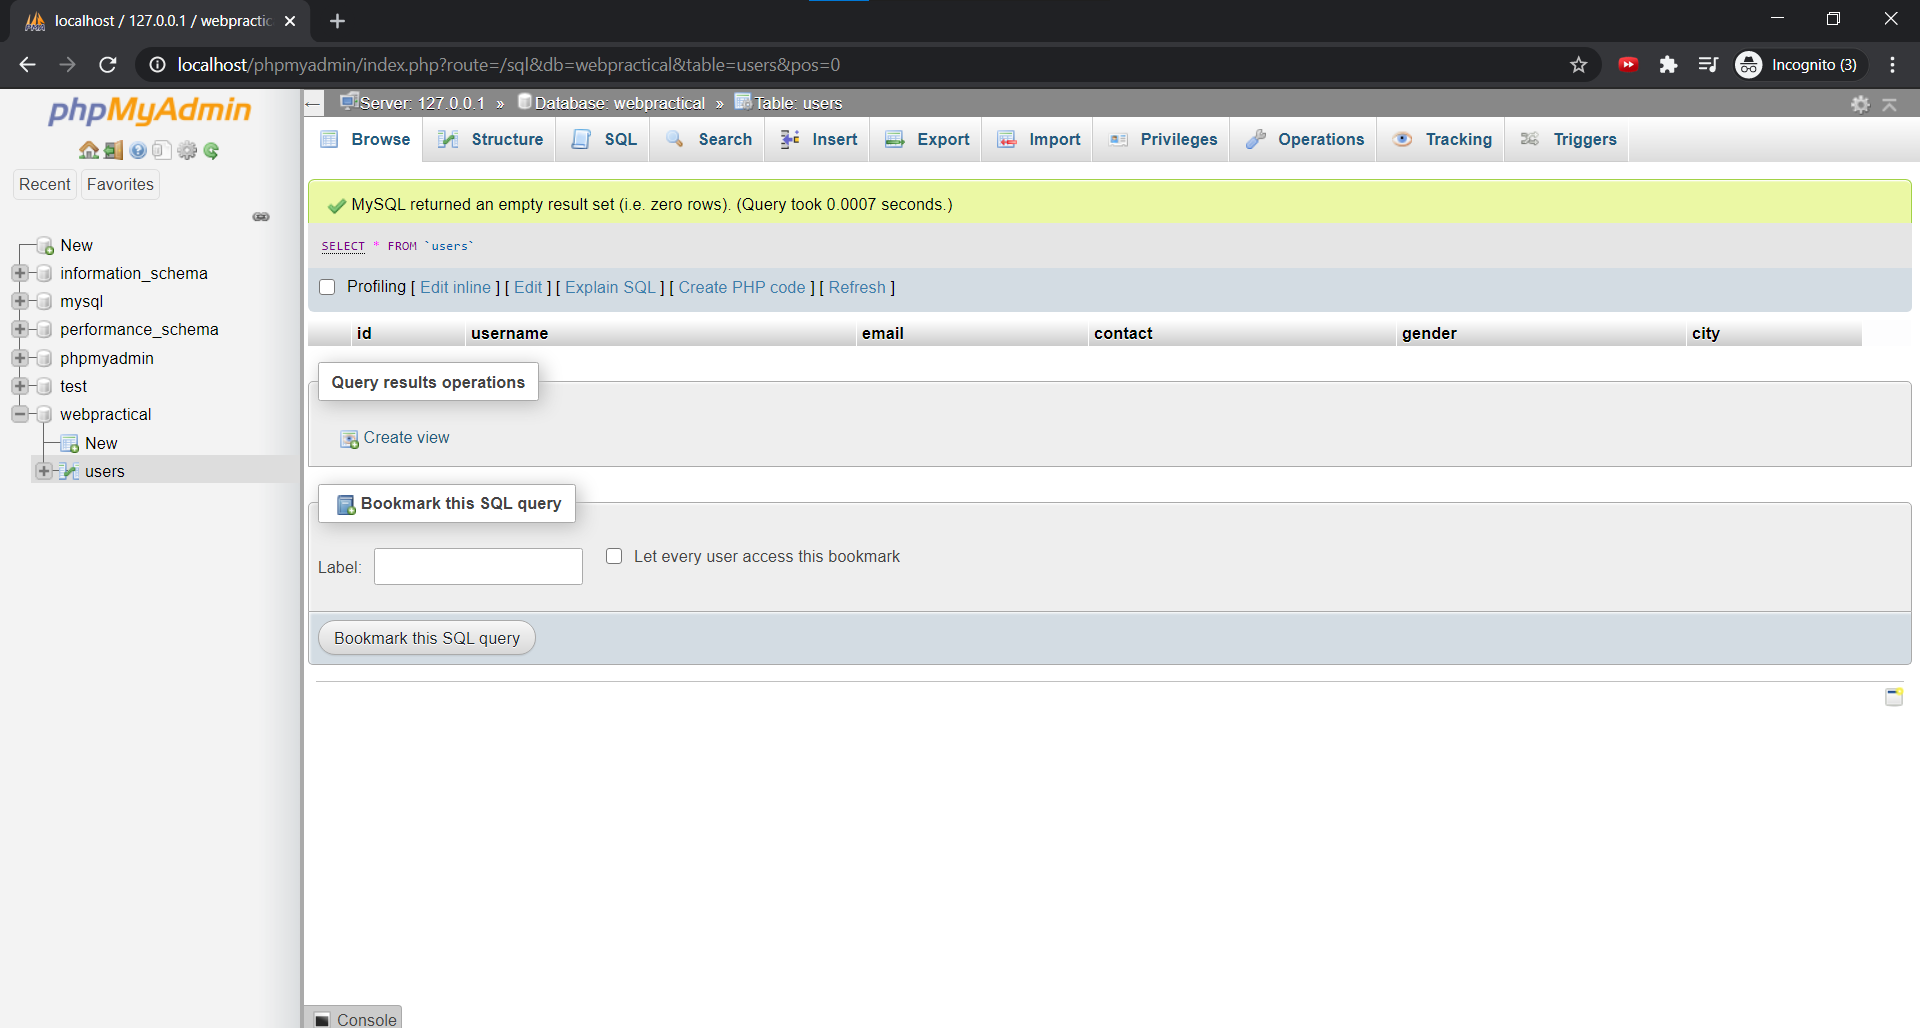 localhost / 127.0.0.1 / webpractic
localhost/phpmyadmin/index.php?route=/sql&db=webpractical&table=users&pos=0
Incognito (3)
phpMyAdmin
Recent
Favorites
New
information_schema
mysql
performance_schema
phpmyadmin
test
webpractical
New
users
Server: 127.0.0.1 » Database: webpractical » Table: users
Browse Structure SQL Search Insert Export Import Privileges Operations Tracking Triggers
MySQL returned an empty result set (i.e. zero rows). (Query took 0.0007 seconds.)
SELECT * FROM `users`
Profiling [ Edit inline ] [ Edit ] [ Explain SQL ] [ Create PHP code ] [ Refresh ]
id username email contact gender city
Query results operations
Create view
Bookmark this SQL query
Label:
Let every user access this bookmark
Bookmark this SQL query
Console